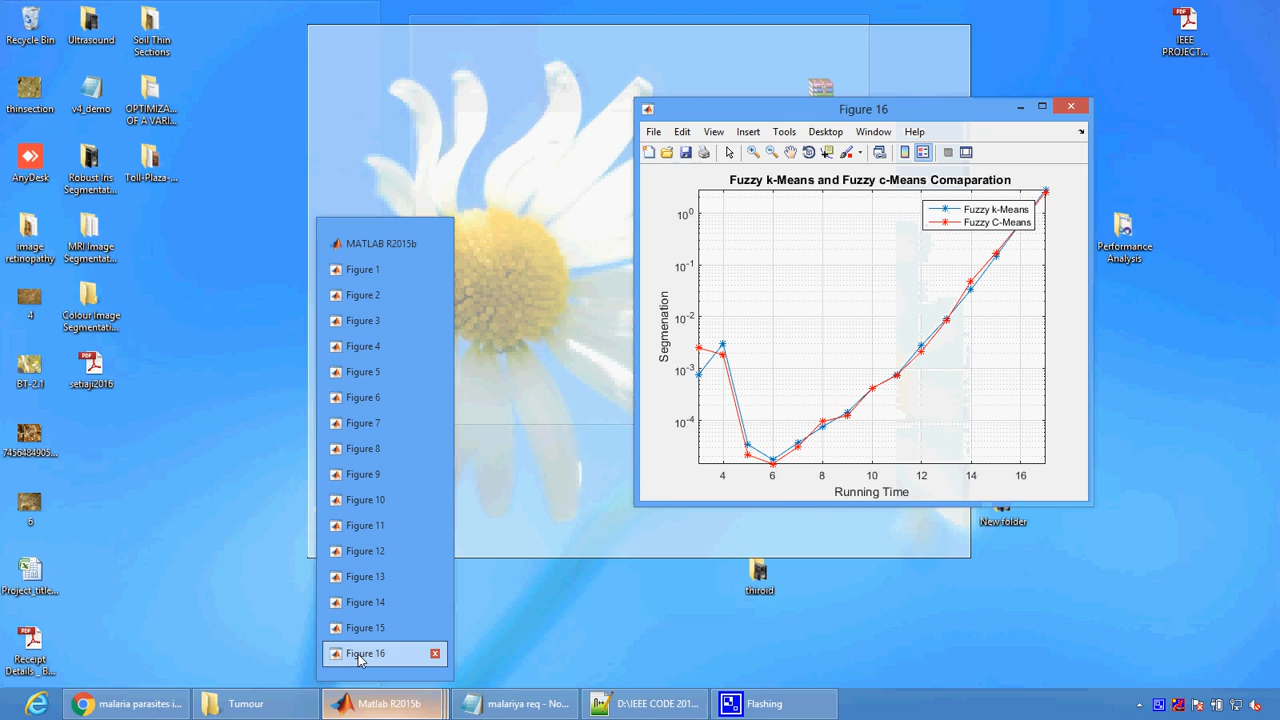 Recycle Bin
Ultrasound
Soil Thin
Sections
IEEE
PROJECT...
thinsection
v4_demo
OPTIMIZA...
OF A VARI...
AnyDesk
Robust Ins
Segmentat...
Toll-Plaza-...
image
retinopathy
MRI Image
Segmentat...
4
Colour Image
Segmentati...
BT-2.1
setiaji2016
7456484905...
6
Project_title...
Receipt
Details _ B...
Performance
Analysis
New folder
thiroid
MATLAB R2015b
Figure 1
Figure 2
Figure 3
Figure 4
Figure 5
Figure 6
Figure 7
Figure 8
Figure 9
Figure 10
Figure 11
Figure 12
Figure 13
Figure 14
Figure 15
Figure 16
Figure 16
File Edit View Insert Tools Desktop Window Help
Fuzzy k-Means and Fuzzy c-Means Comaparation
Fuzzy k-Means
Fuzzy C-Means
Segmenation
10^0
10^-1
10^-2
10^-3
10^-4
4 6 8 10 12 14 16
Running Time
malaria parasites i...
Tumour
Matlab R2015b
malariya req - No...
D:\IEEE CODE 201...
Flashing